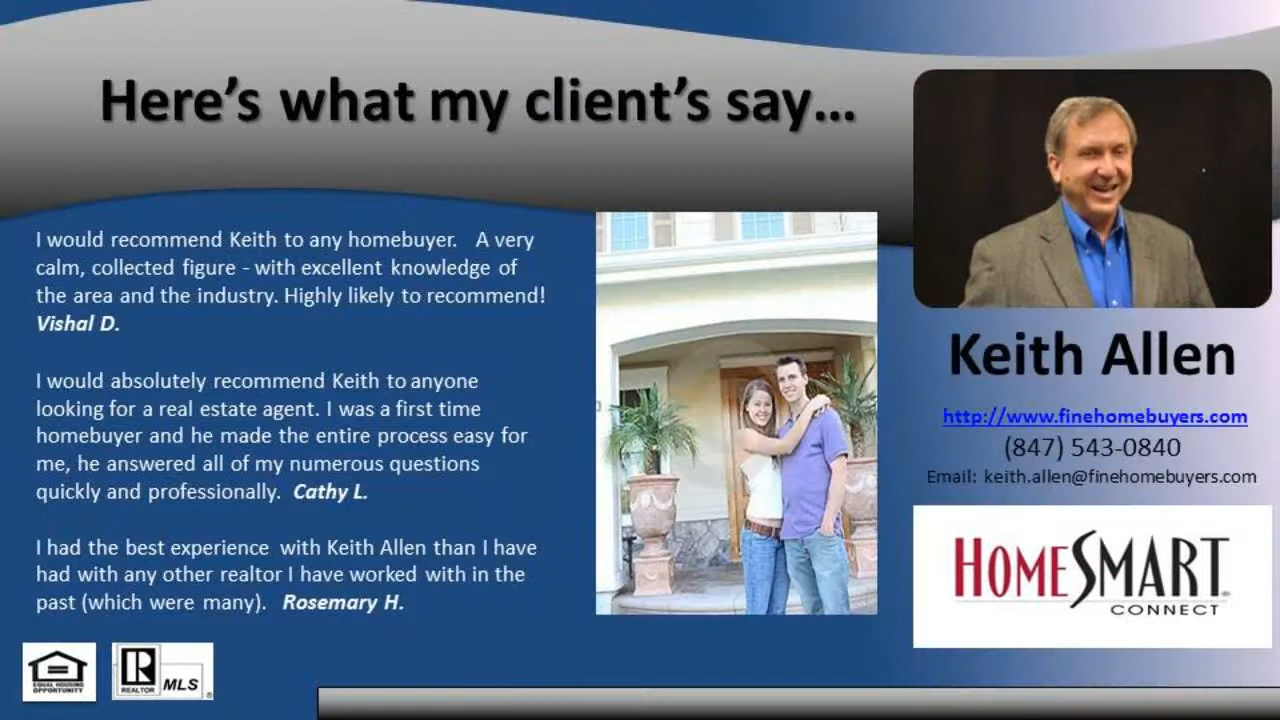 Here's what my client's say...
I would recommend Keith to any homebuyer. A very
calm, collected figure - with excellent knowledge of
the area and the industry. Highly likely to recommend!
Vishal D.
I would absolutely recommend Keith to anyone
looking for a real estate agent. I was a first time
homebuyer and he made the entire process easy for
me, he answered all of my numerous questions
quickly and professionally. Cathy L.
I had the best experience with Keith Allen than I have
had with any other realtor I have worked with in the
past (which were many). Rosemary H.
EQUAL HOUSING
OPPORTUNITY
R
REALTOR
MLS
®
Keith Allen
http://www.finehomebuyers.com
(847) 543-0840
Email: keith.allen@finehomebuyers.com
HOMESMART
CONNECT